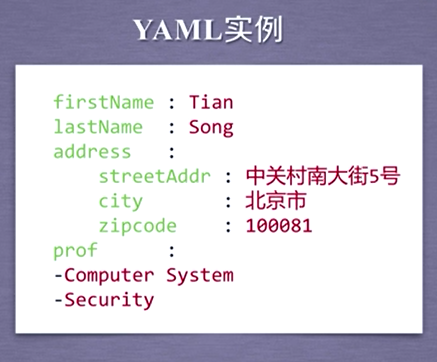 YAML实例
firstName : Tian
lastName  : Song
address   :
    streetAddr : 中关村南大街5号
    city       : 北京市
    zipcode    : 100081
prof      :
-Computer System
-Security